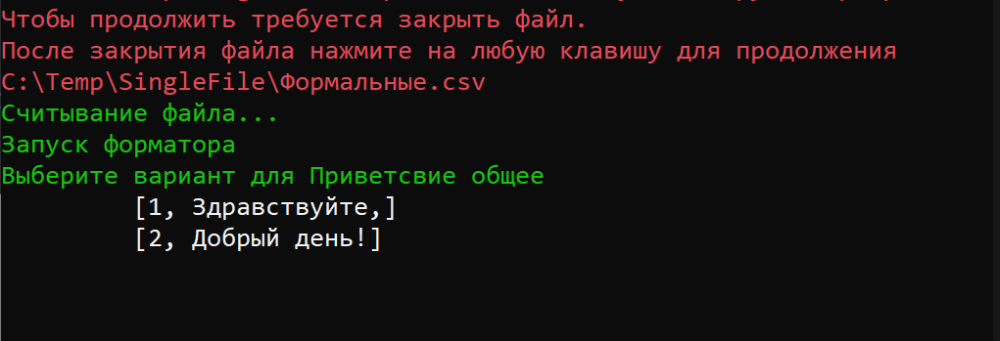 Чтобы продолжить требуется закрыть файл.
После закрытия файла нажмите на любую клавишу для продолжения
C:\Temp\SingleFile\Формальные.csv
Считывание файла...
Запуск форматора
Выберите вариант для Приветсвие общее
[1, Здравствуйте,]
[2, Добрый день!]